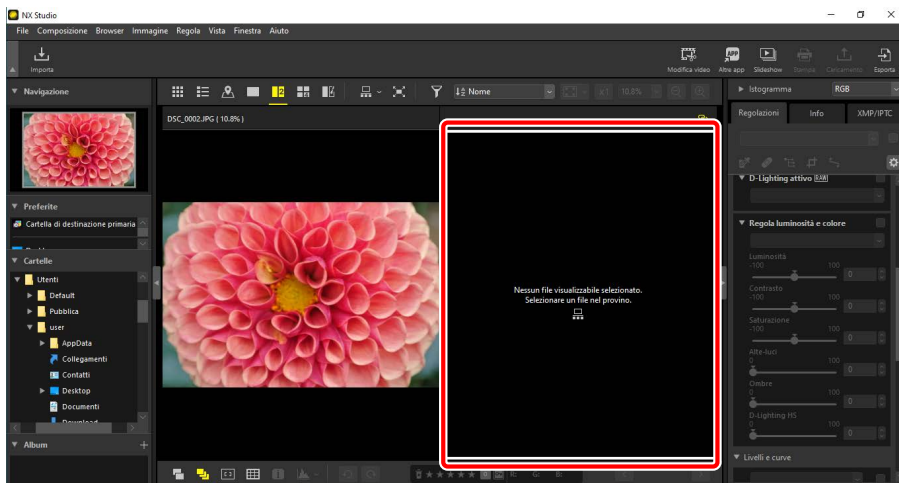 NX Studio
File Composizione Browser Immagine Regola Vista Finestra Aiuto
Importa
Modifica video Altre app Slideshow Stampa Caricamento Esporta
Navigazione
Nome
10.8%
Istogramma RGB
DSC_0002.JPG ( 10.8% )
Regolazioni Info XMP/IPTC
D-Lighting attivo RAW
Preferite
Cartella di destinazione primaria
Regola luminosità e colore
Cartelle
Utenti
Default
Pubblica
user
AppData
Collegamenti
Contatti
Desktop
Documenti
Download
Album
Nessun file visualizzabile selezionato.
Selezionare un file nel provino.
Luminosità
-100 100
0
Contrasto
-100 100
0
Saturazione
-100 100
0
Alte-luci
0 100
0
Ombre
0 100
0
D-Lighting HS
0 100
0
Livelli e curve
R: G: B: